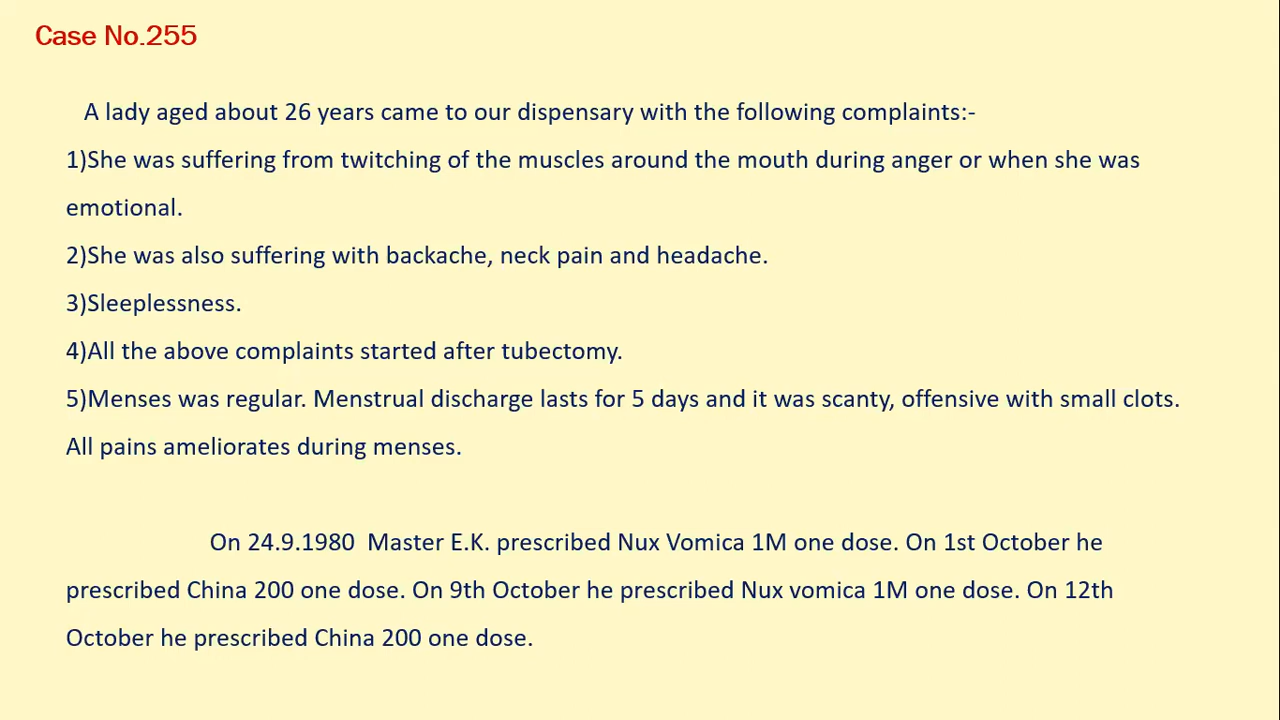 Case No.255
A lady aged about 26 years came to our dispensary with the following complaints:-
1)She was suffering from twitching of the muscles around the mouth during anger or when she was
emotional.
2)She was also suffering with backache, neck pain and headache.
3)Sleeplessness.
4)All the above complaints started after tubectomy.
5)Menses was regular. Menstrual discharge lasts for 5 days and it was scanty, offensive with small clots.
All pains ameliorates during menses.
On 24.9.1980 Master E.K. prescribed Nux Vomica 1M one dose. On 1st October he
prescribed China 200 one dose. On 9th October he prescribed Nux vomica 1M one dose. On 12th
October he prescribed China 200 one dose.